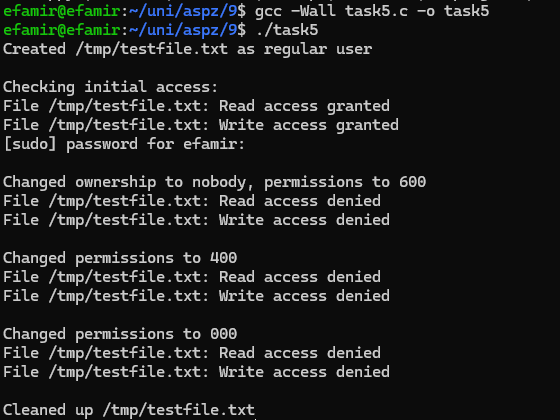 efamir@efamir:~/uni/aspz/9$ gcc -Wall task5.c -o task5
efamir@efamir:~/uni/aspz/9$ ./task5
Created /tmp/testfile.txt as regular user
Checking initial access:
File /tmp/testfile.txt: Read access granted
File /tmp/testfile.txt: Write access granted
[sudo] password for efamir:
Changed ownership to nobody, permissions to 600
File /tmp/testfile.txt: Read access denied
File /tmp/testfile.txt: Write access denied
Changed permissions to 400
File /tmp/testfile.txt: Read access denied
File /tmp/testfile.txt: Write access denied
Changed permissions to 000
File /tmp/testfile.txt: Read access denied
File /tmp/testfile.txt: Write access denied
Cleaned up /tmp/testfile.txt